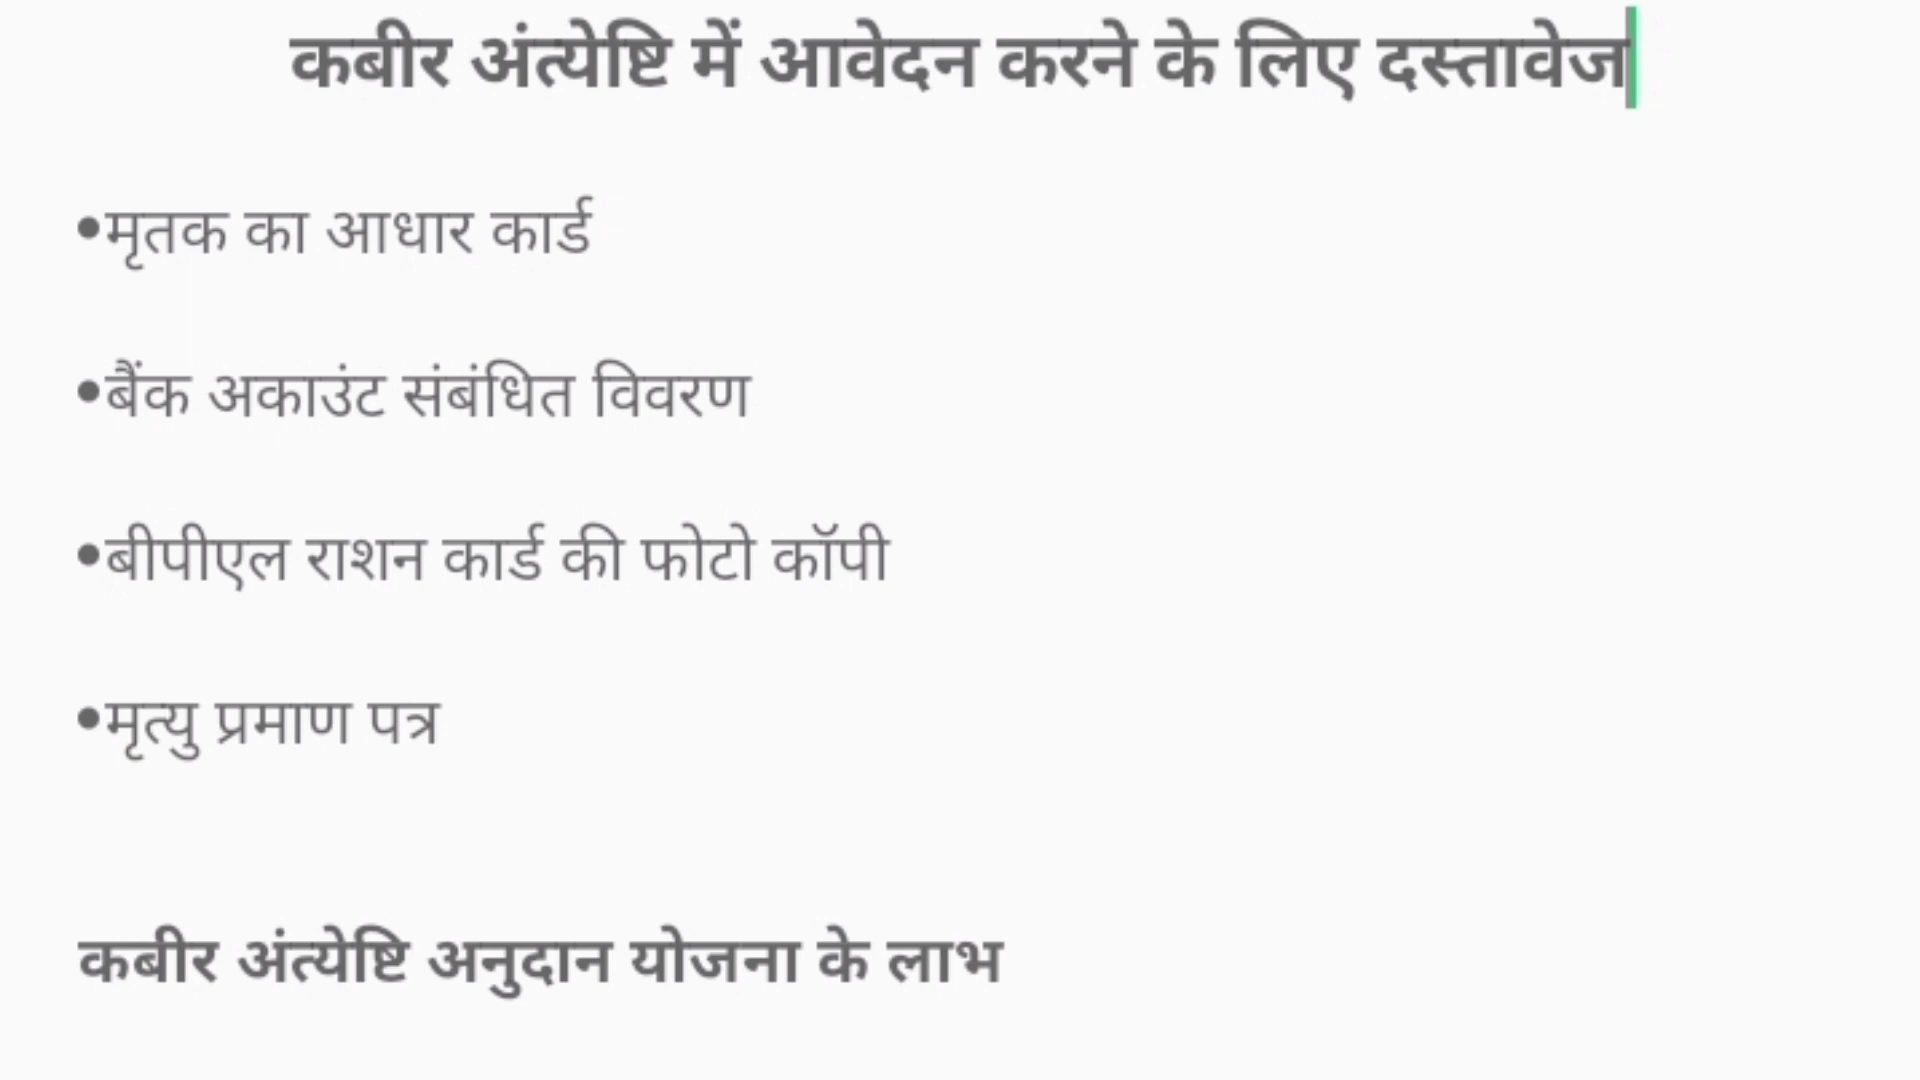 कबीर अंत्येष्टि में आवेदन करने के लिए दस्तावेज
•मृतक का आधार कार्ड
•बैंक अकाउंट संबंधित विवरण
•बीपीएल राशन कार्ड की फोटो कॉपी
•मृत्यु प्रमाण पत्र
कबीर अंत्येष्टि अनुदान योजना के लाभ